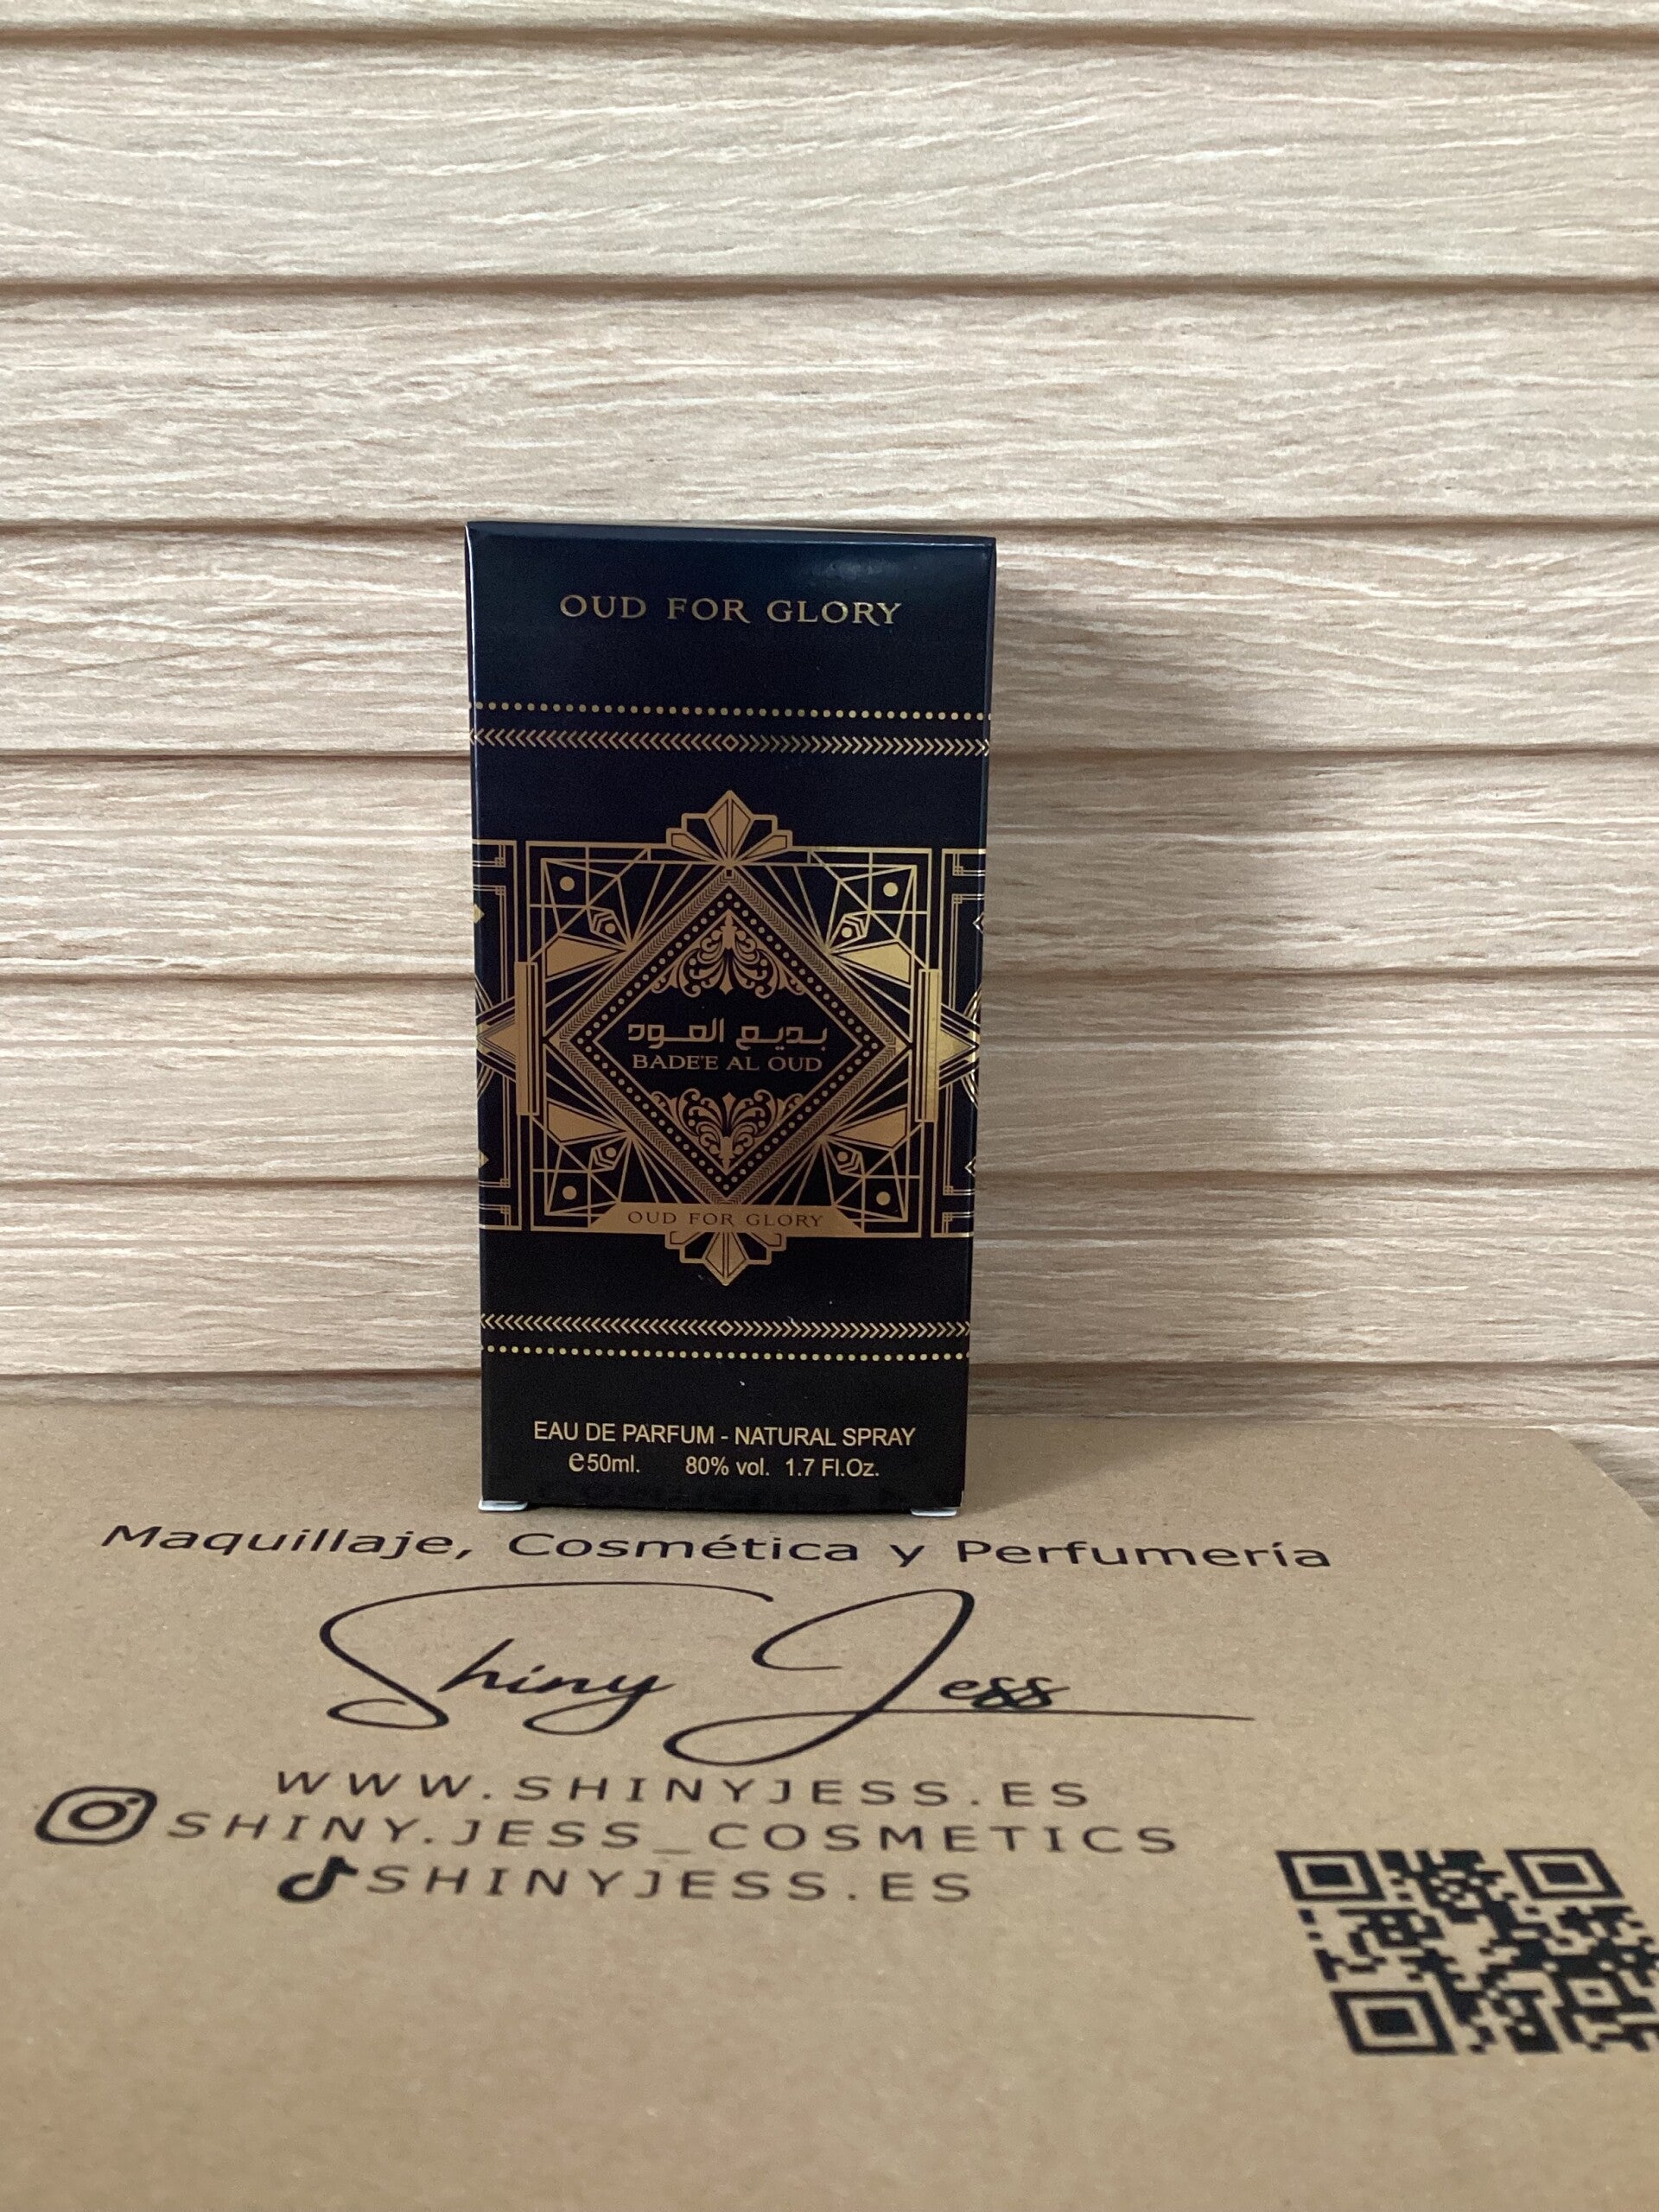 OUD FOR GLORY
بديع العود
BADE'E AL OUD
OUD FOR GLORY
EAU DE PARFUM - NATURAL SPRAY
e50ml. 80% vol. 1.7 Fl.Oz.
Maquillaje, Cosmética y Perfumería
Shiny Jess
WWW.SHINYJESS.ES
SHINY.JESS_COSMETICS
SHINYJESS.ES